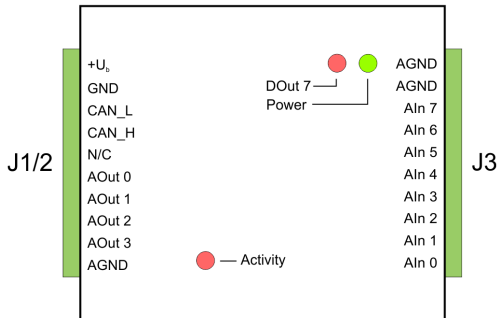 +Ub
GND
CAN_L
CAN_H
N/C
AOut 0
AOut 1
AOut 2
AOut 3
AGND
J1/2
DOut 7
Power
Activity
AGND
AGND
AIn 7
AIn 6
AIn 5
AIn 4
AIn 3
AIn 2
AIn 1
AIn 0
J3